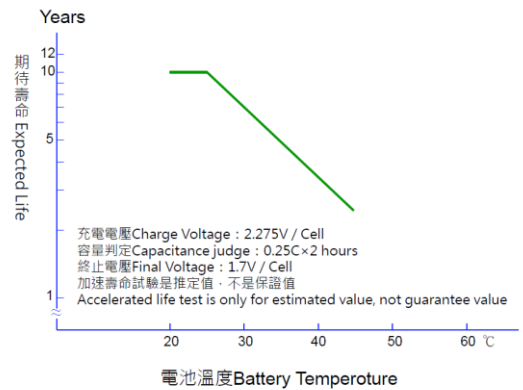 Years
12
10
5
1
期待壽命 Expected Life
充電電壓Charge Voltage：2.275V / Cell
容量判定Capacitance judge：0.25C×2 hours
終止電壓Final Voltage：1.7V / Cell
加速壽命試驗是推定值，不是保證值
Accelerated life test is only for estimated value, not guarantee value
20 30 40 50 60 ℃
電池溫度Battery Temperoture